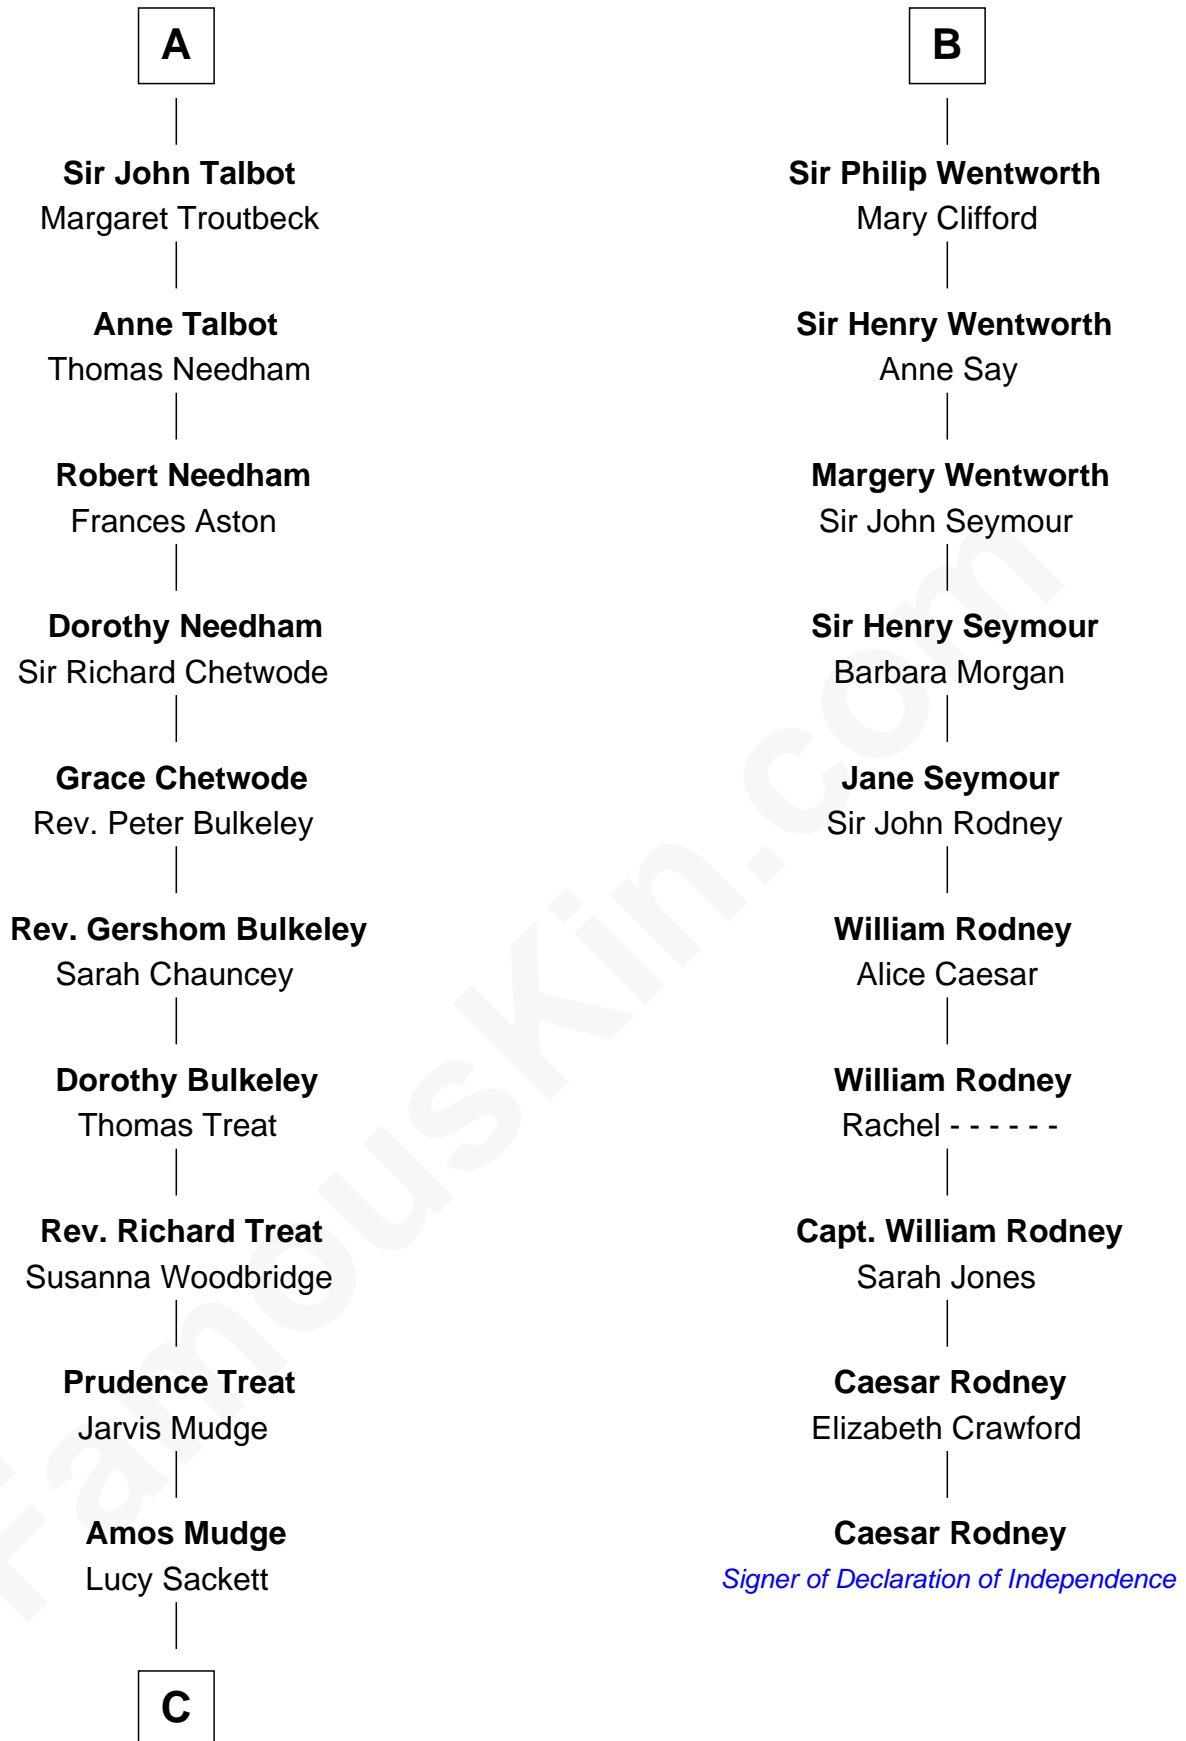 A
Sir John Talbot
Margaret Troutbeck
Anne Talbot
Thomas Needham
Robert Needham
Frances Aston
Dorothy Needham
Sir Richard Chetwode
Grace Chetwode
Rev. Peter Bulkeley
Rev. Gershom Bulkeley
Sarah Chauncey
Dorothy Bulkeley
Thomas Treat
Rev. Richard Treat
Susanna Woodbridge
Prudence Treat
Jarvis Mudge
Amos Mudge
Lucy Sackett
C
B
Sir Philip Wentworth
Mary Clifford
Sir Henry Wentworth
Anne Say
Margery Wentworth
Sir John Seymour
Sir Henry Seymour
Barbara Morgan
Jane Seymour
Sir John Rodney
William Rodney
Alice Caesar
William Rodney
Rachel - - - - - -
Capt. William Rodney
Sarah Jones
Caesar Rodney
Elizabeth Crawford
Caesar Rodney
Signer of Declaration of Independence
FamousKin.com